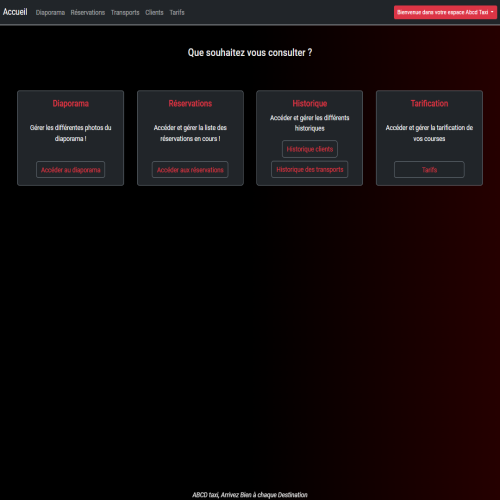 Accueil Diaporama Réservations Transports Clients Tarifs Bienvenue dans votre espace Abcd Taxi
Que souhaitez vous consulter ?
Diaporama
Gérer les différentes photos du
diaporama !
Accéder au diaporama
Réservations
Accéder et gérer la liste des
réservations en cours !
Accéder aux réservations
Historique
Accéder et gérer les différents
historiques
Historique clients
Historique des transports
Tarification
Accéder et gérer la tarification de
vos courses
Tarifs
ABCD taxi, Arrivez Bien à chaque Destination